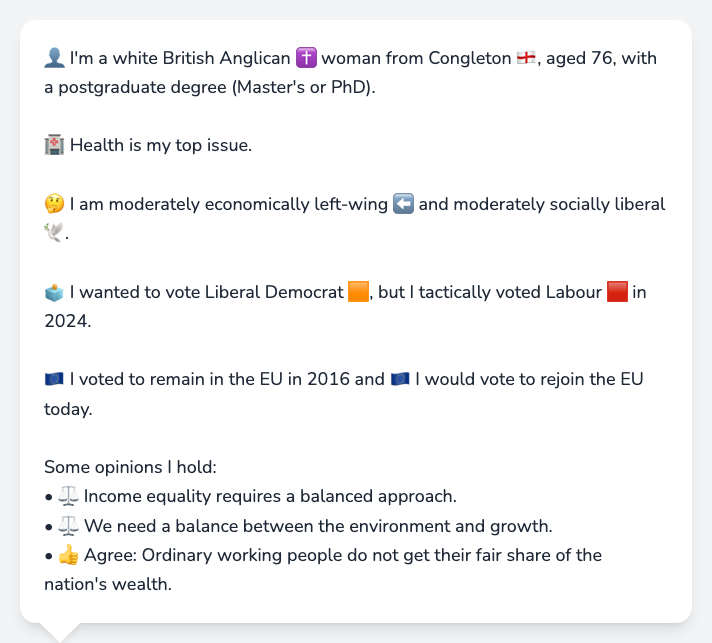 👤 I'm a white British Anglican ✝️ woman from Congleton 🏴󠁧󠁢󠁥󠁮󠁧󠁿, aged 76, with
a postgraduate degree (Master's or PhD).
🏥 Health is my top issue.
🤔 I am moderately economically left-wing ⬅️ and moderately socially liberal
🕊️.
🗳️ I wanted to vote Liberal Democrat 🟧, but I tactically voted Labour 🟥 in
2024.
🇪🇺 I voted to remain in the EU in 2016 and 🇪🇺 I would vote to rejoin the EU
today.
Some opinions I hold:
• ⚖️ Income equality requires a balanced approach.
• ⚖️ We need a balance between the environment and growth.
• 👍 Agree: Ordinary working people do not get their fair share of the
nation's wealth.